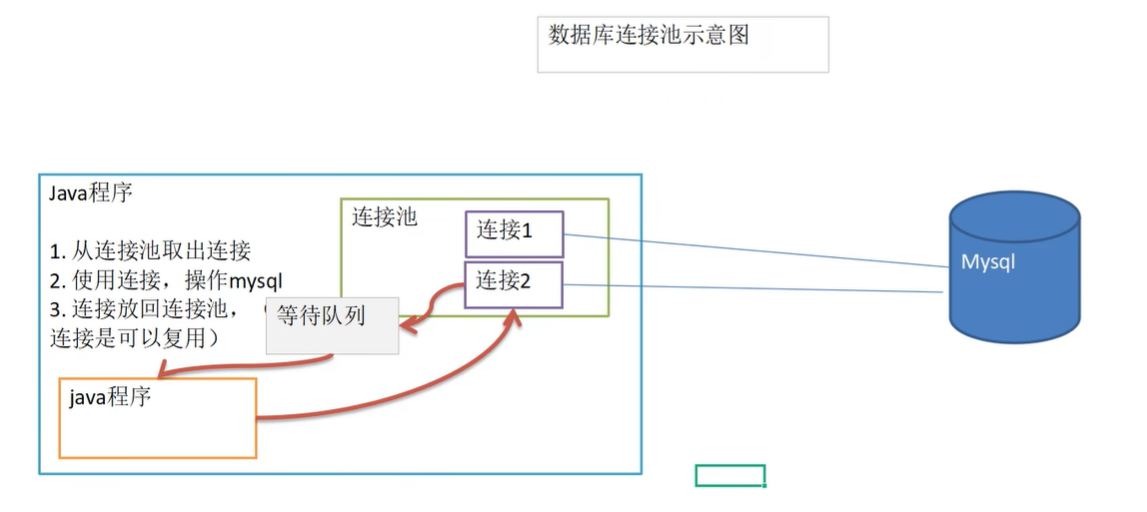 数据库连接池示意图
Java程序
1. 从连接池取出连接
2. 使用连接，操作mysql
3. 连接放回连接池，（
连接是可以复用）
连接池
连接1
连接2
等待队列
java程序
Mysql